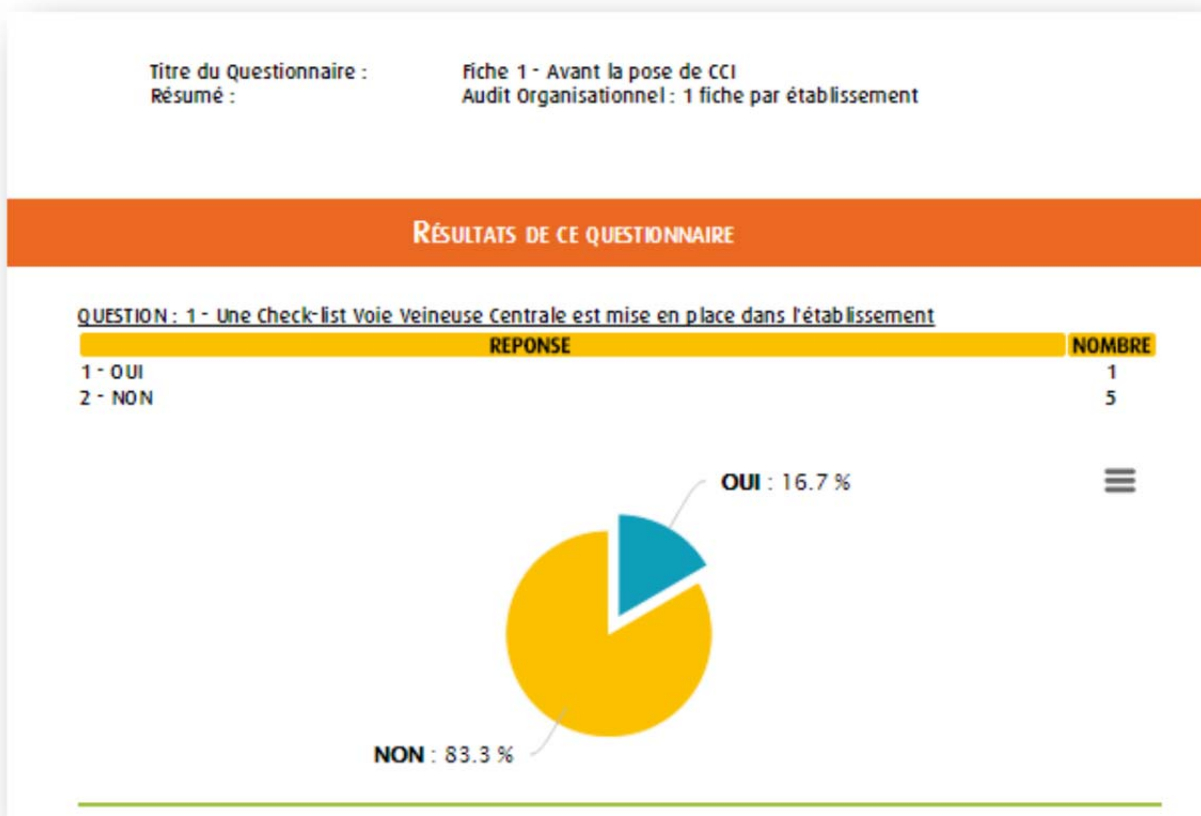 Titre du Questionnaire : Fiche 1 - Avant la pose de CCI
Résumé : Audit Organisationnel : 1 fiche par établissement
RÉSULTATS DE CE QUESTIONNAIRE
QUESTION : 1 - Une Check-list Voie Veineuse Centrale est mise en place dans l'établissement
REPONSE NOMBRE
1 - OUI 1
2 - NON 5
OUI : 16.7 %
NON : 83.3 %